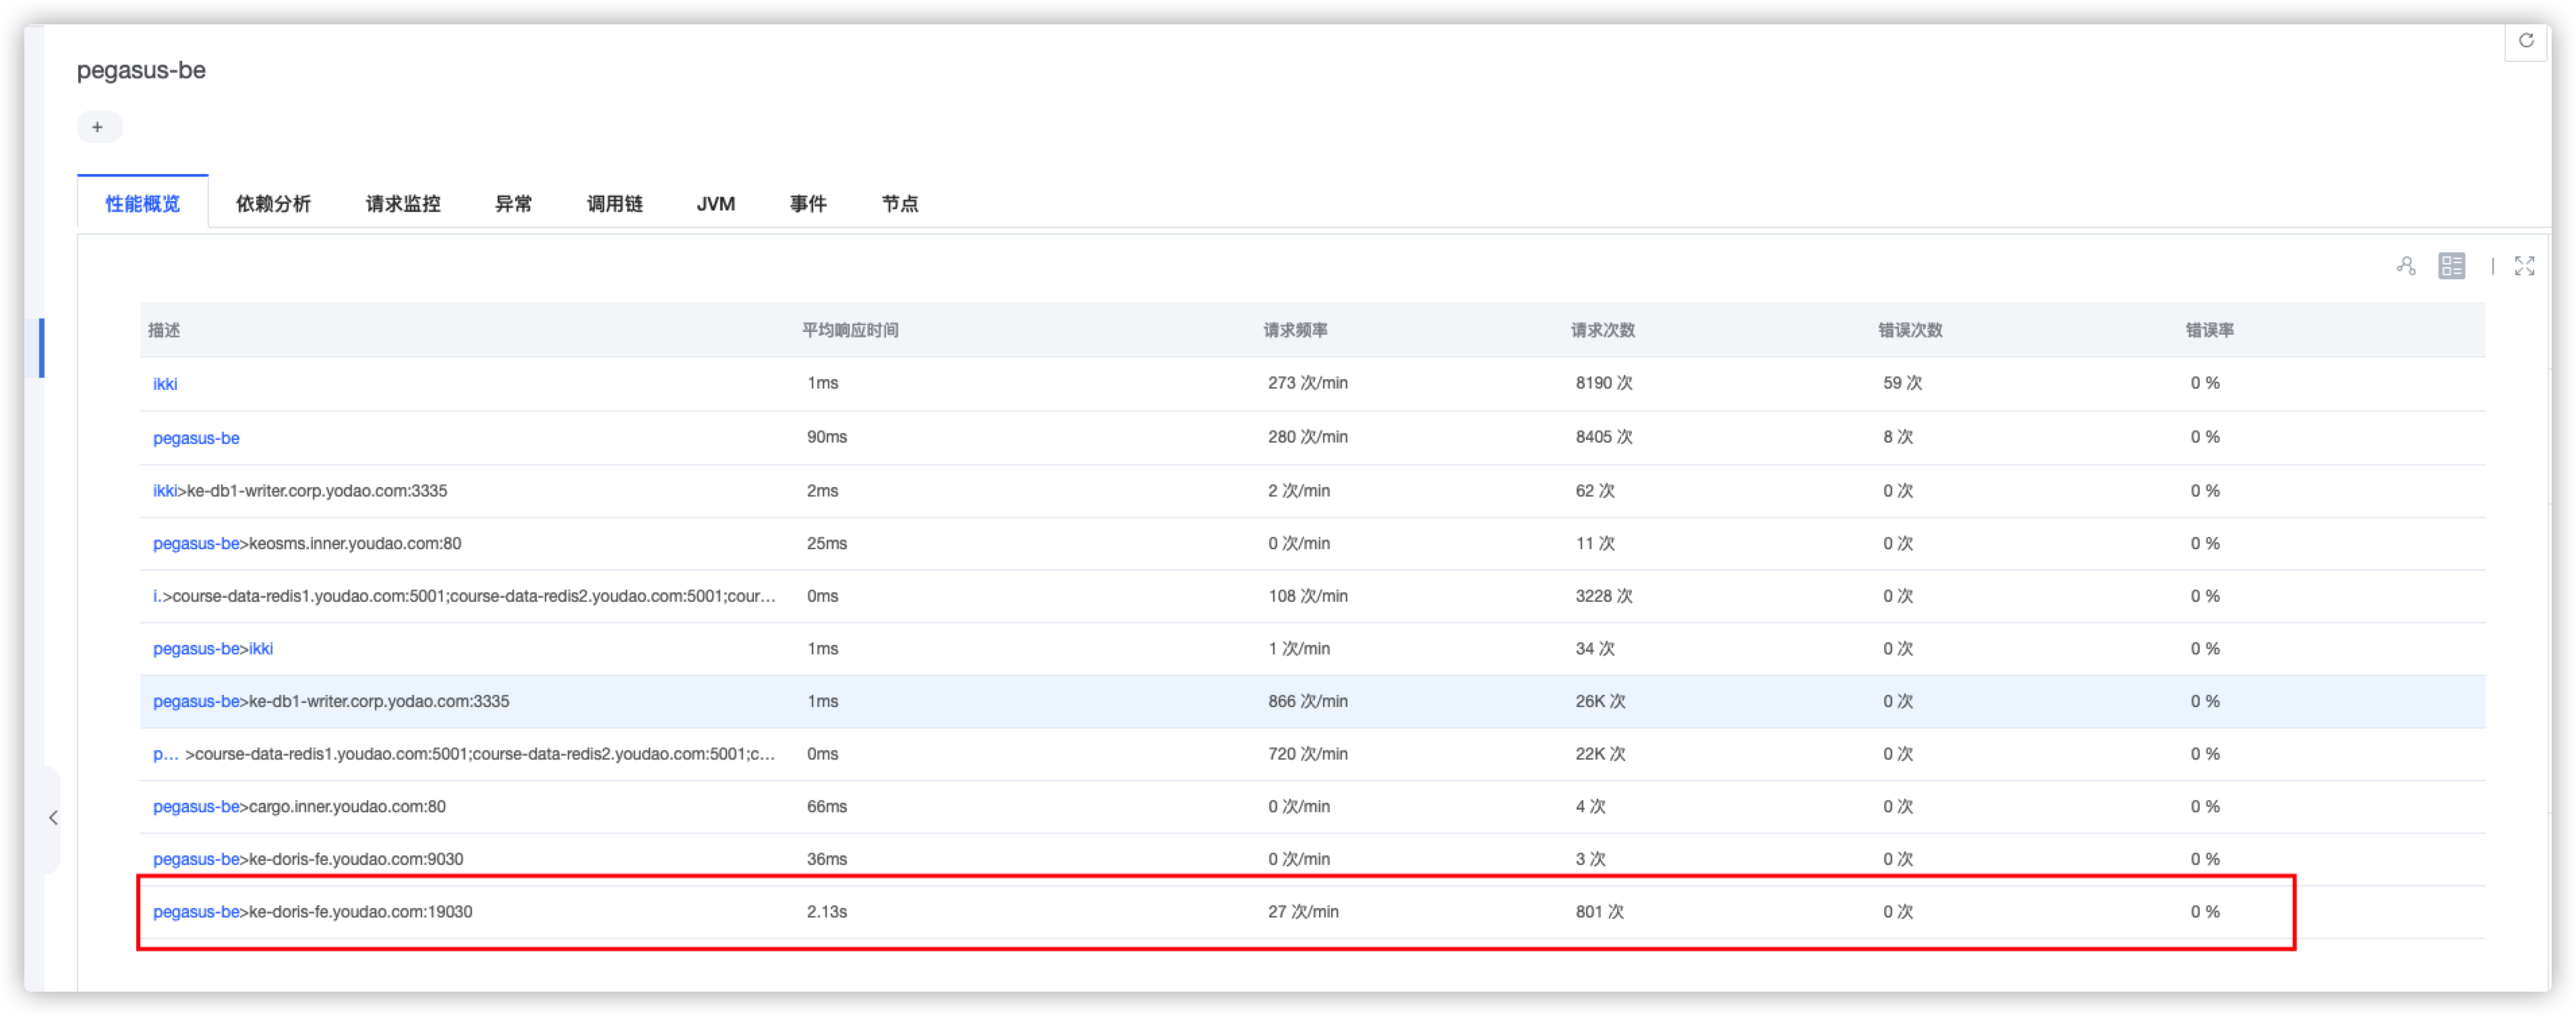 pegasus-be
+
性能概览 依赖分析 请求监控 异常 调用链 JVM 事件 节点
描述 平均响应时间 请求频率 请求次数 错误次数 错误率
ikki 1ms 273 次/min 8190 次 59 次 0 %
pegasus-be 90ms 280 次/min 8405 次 8 次 0 %
ikki>ke-db1-writer.corp.yodao.com:3335 2ms 2 次/min 62 次 0 次 0 %
pegasus-be>keosms.inner.youdao.com:80 25ms 0 次/min 11 次 0 次 0 %
i.>course-data-redis1.youdao.com:5001;course-data-redis2.youdao.com:5001;cour... 0ms 108 次/min 3228 次 0 次 0 %
pegasus-be>ikki 1ms 1 次/min 34 次 0 次 0 %
pegasus-be>ke-db1-writer.corp.yodao.com:3335 1ms 866 次/min 26K 次 0 次 0 %
p... >course-data-redis1.youdao.com:5001;course-data-redis2.youdao.com:5001;c... 0ms 720 次/min 22K 次 0 次 0 %
pegasus-be>cargo.inner.youdao.com:80 66ms 0 次/min 4 次 0 次 0 %
pegasus-be>ke-doris-fe.youdao.com:9030 36ms 0 次/min 3 次 0 次 0 %
pegasus-be>ke-doris-fe.youdao.com:19030 2.13s 27 次/min 801 次 0 次 0 %